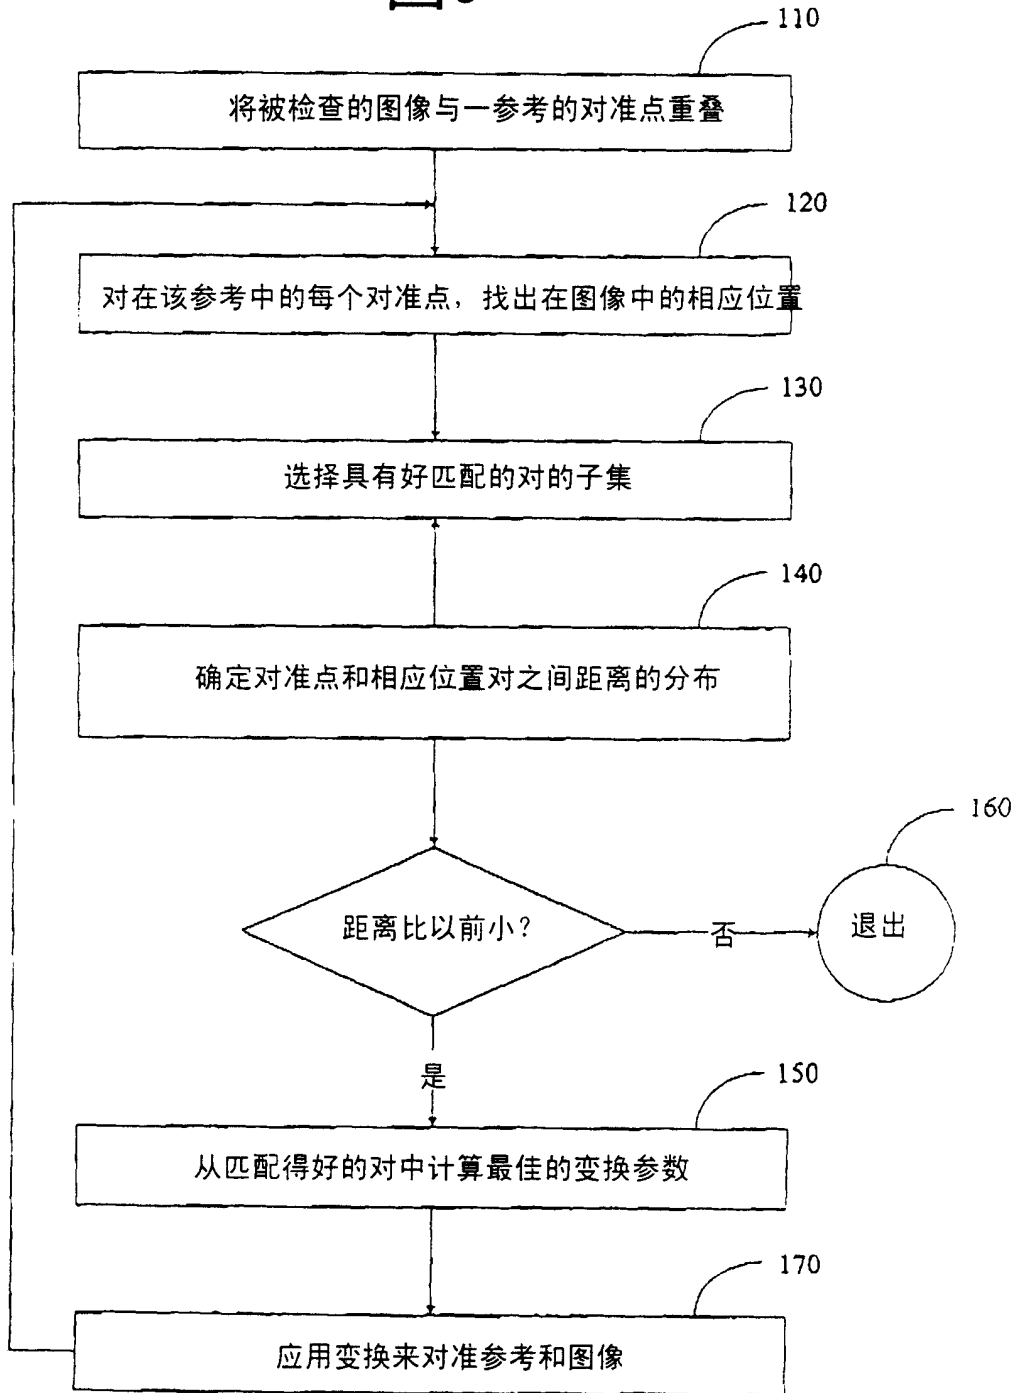 110
将被检查的图像与一参考的对准点重叠
120
对在该参考中的每个对准点，找出在图像中的相应位置
130
选择具有好匹配的对的子集
140
确定对准点和相应位置对之间距离的分布
160
距离比以前小?
否
退出
是
150
从匹配得好的对中计算最佳的变换参数
170
应用变换来对准参考和图像